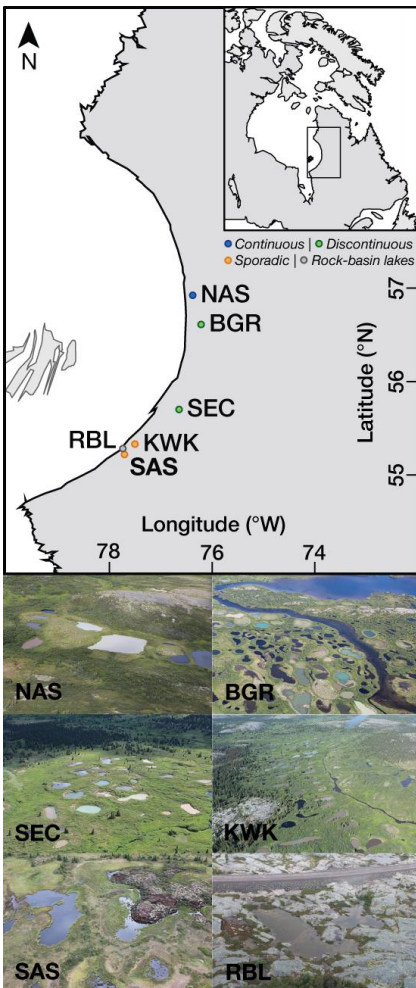 N
Continuous | Discontinuous
Sporadic | Rock-basin lakes
NAS
57
BGR
Latitude (°N)
56
SEC
RBL
KWK
SAS
55
Longitude (°W)
78 76 74
NAS BGR
SEC KWK
SAS RBL